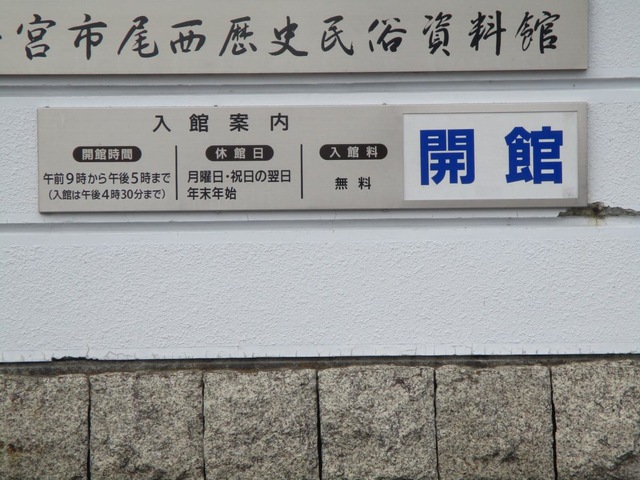 宮市尾西歴史民俗資料館
入館案内
開館時間
午前9時から午後5時まで
（入館は午後4時30分まで）
休館日
月曜日・祝日の翌日
年末年始
入館料
無料
開館